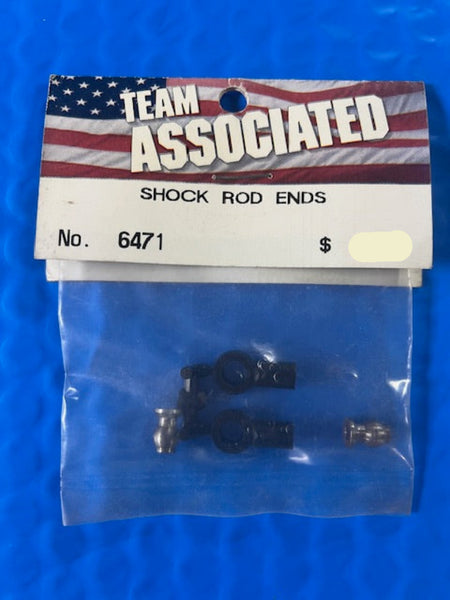 TEAM
ASSOCIATED
SHOCK ROD ENDS
No. 6471 $